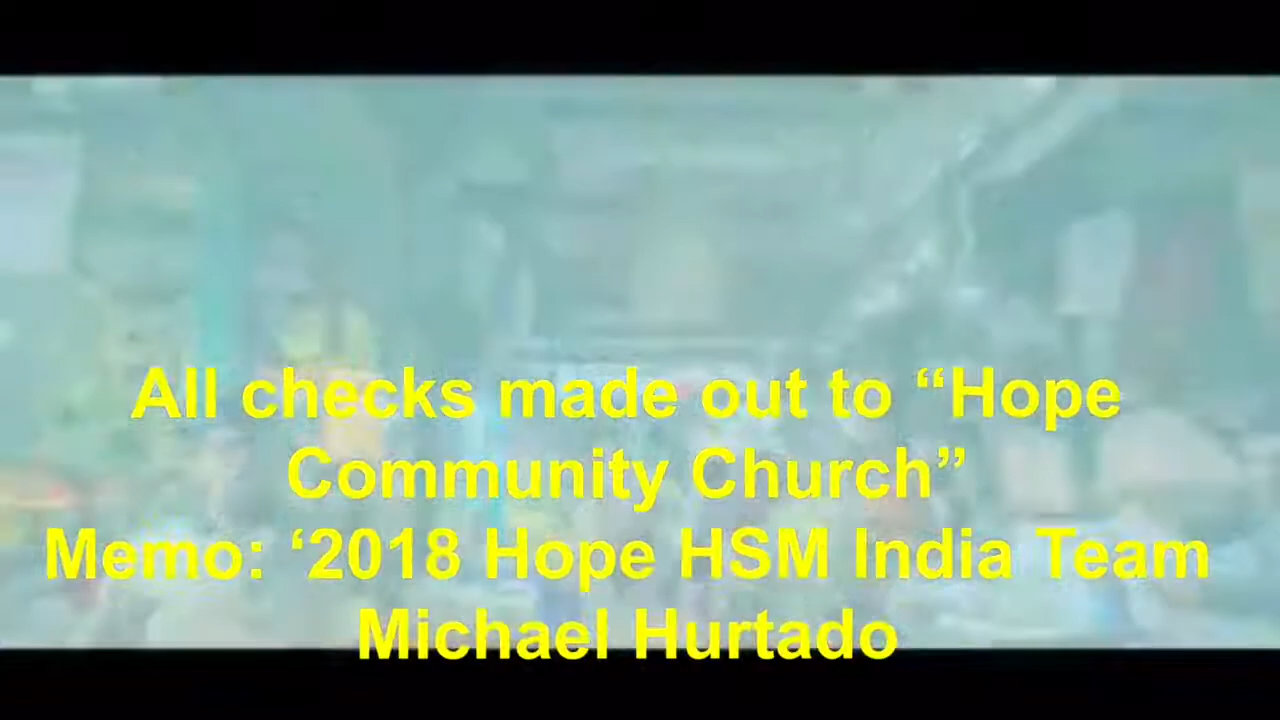 All checks made out to “Hope
Community Church”
Memo: ‘2018 Hope HSM India Team
Michael Hurtado